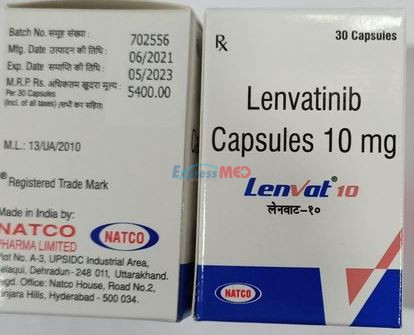 Batch No. समूह संख्या : 702556
Mfg. Date उत्पादन की तिथि : 06/2021
Exp. Date समाप्ति की तिथि : 05/2023
M.R.P. Rs. अधिकतम खुदरा मूल्य : 5400.00
Per 30 Capsules
(Incl. of all taxes) (सभी कर सहित)
M.L.: 13/UA/2010
® Registered Trade Mark
Made in India by:
NATCO
PHARMA LIMITED
Plot No. A-3, UPSIDC Industrial Area,
Selaqui, Dehradun- 248 011, Uttarakhand.
Regd. Office: Natco House, Road No.2,
Banjara Hills, Hyderabad - 500 034.
NATCO
Rx
30 Capsules
Lenvatinib
Capsules 10 mg
ExpressMED
Lenvat® 10
लेनवाट-१०
NATCO